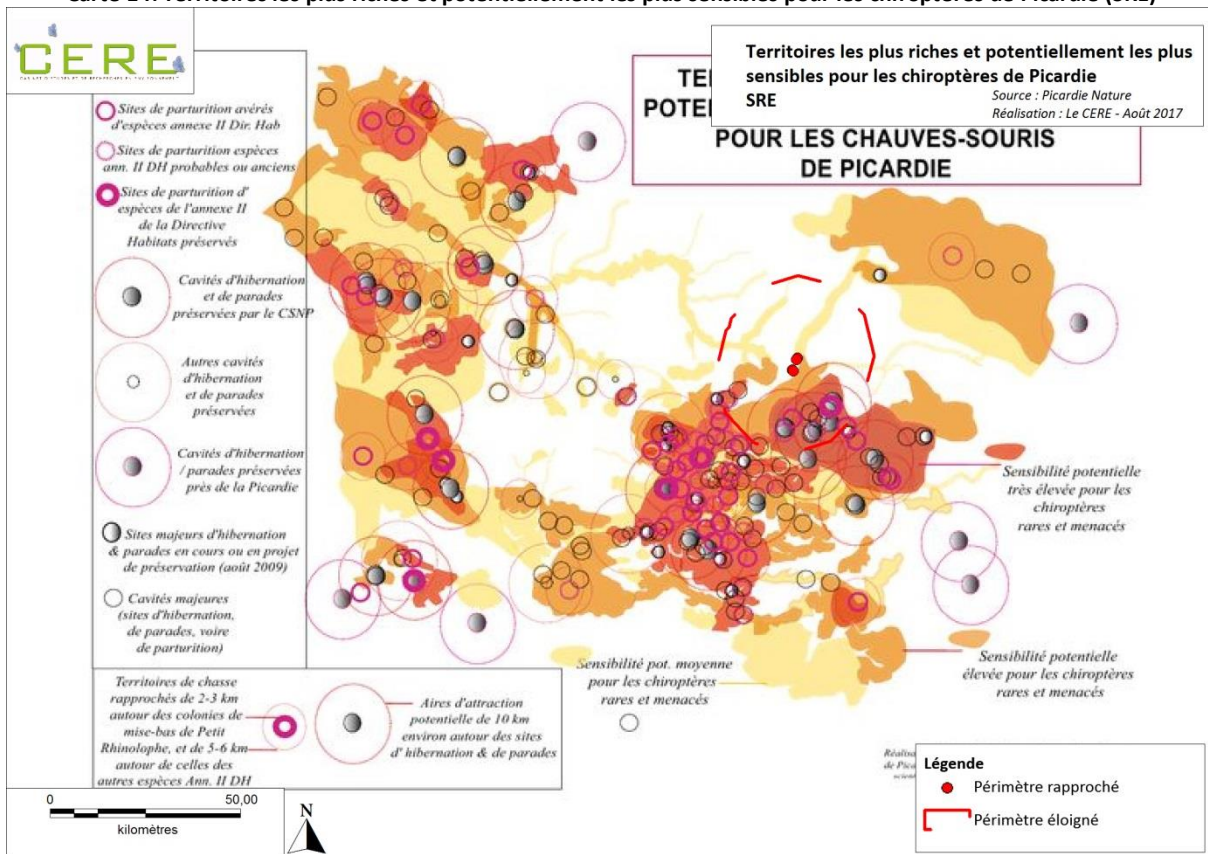 CERE
Territoires les plus riches et potentiellement les plus
sensibles pour les chiroptères de Picardie
SRE
Source : Picardie Nature
Réalisation : Le CERE - Août 2017
TE
POTE
POUR LES CHAUVES-SOURIS
DE PICARDIE
Sites de parturition avérés
d'espèces annexe II Dir. Hab
Sites de parturition espèces
ann. II DH probables ou anciens
Sites de parturition d'
espèces de l'annexe II
de la Directive
Habitats préservés
Cavités d'hibernation
et de parades
préservées par le CSNP
Autres cavités
d'hibernation
et de parades
préservées
Cavités d'hibernation
/ parades préservées
près de la Picardie
Sites majeurs d'hibernation
& parades en cours ou en projet
de préservation (août 2009)
Cavités majeures
(sites d'hibernation,
de parades, voire
de parturition)
Sensibilité potentielle
très élevée pour les
chiroptères
rares et menacés
Sensibilité pot. moyenne
pour les chiroptères
rares et menacés
Sensibilité potentielle
élevée pour les chiroptères
rares et menacés
Territoires de chasse
rapprochés de 2-3 km
autour des colonies de
mise-bas de Petit
Rhinolophe, et de 5-6 km
autour de celles des
autres espèces Ann. II DH
Aires d'attraction
potentielle de 10 km
environ autour des sites
d' hibernation & de parades
Réalisa
de Pica
scien
Légende
Périmètre rapproché
Périmètre éloigné
0 50,00
kilomètres
N